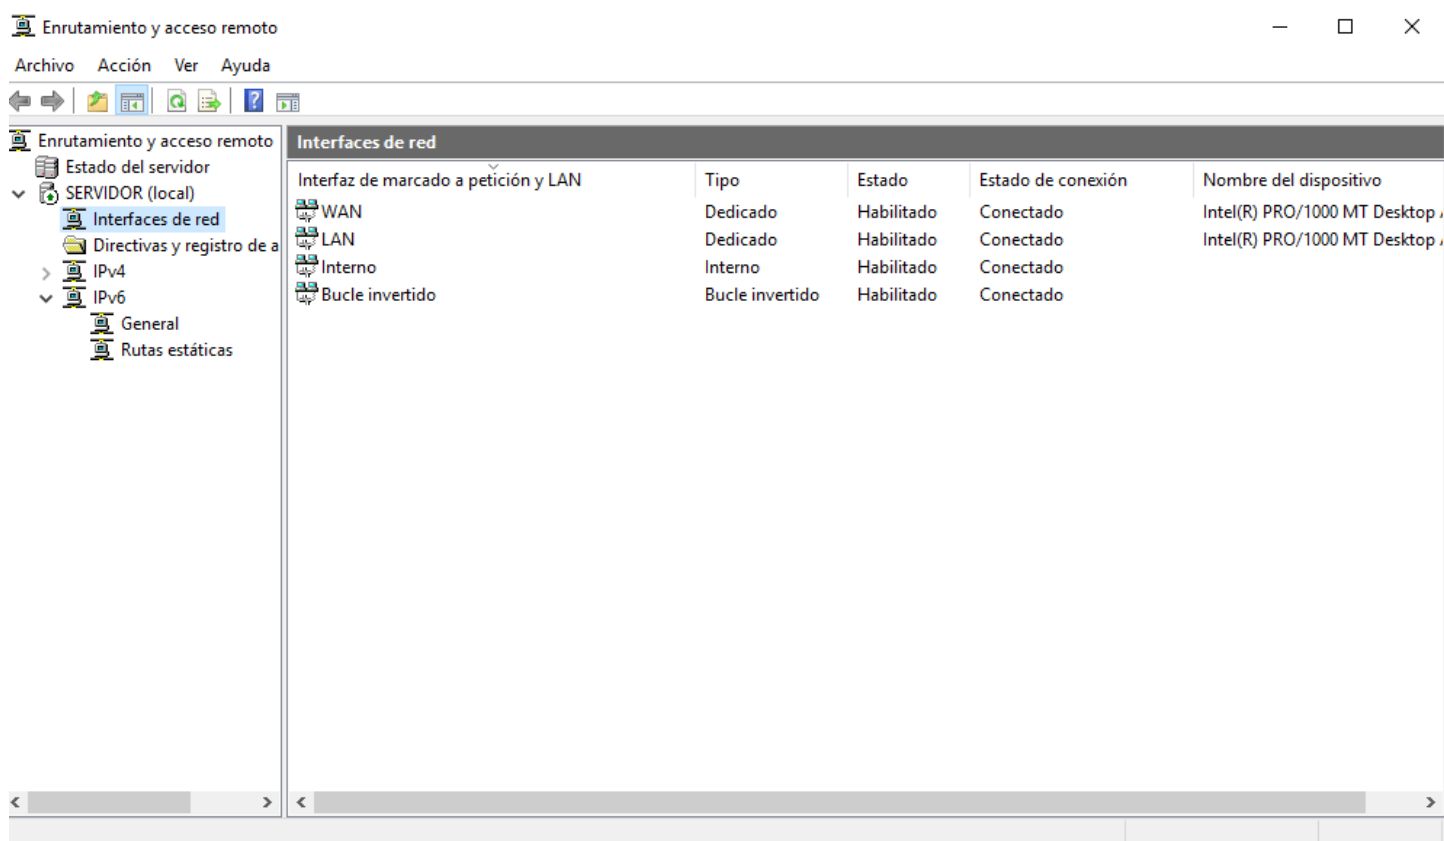 Enrutamiento y acceso remoto
Archivo Acción Ver Ayuda
Enrutamiento y acceso remoto
Estado del servidor
SERVIDOR (local)
Interfaces de red
Directivas y registro de a
IPv4
IPv6
General
Rutas estáticas
Interfaces de red
Interfaz de marcado a petición y LAN Tipo Estado Estado de conexión Nombre del dispositivo
WAN Dedicado Habilitado Conectado Intel(R) PRO/1000 MT Desktop
LAN Dedicado Habilitado Conectado Intel(R) PRO/1000 MT Desktop
Interno Interno Habilitado Conectado
Bucle invertido Bucle invertido Habilitado Conectado